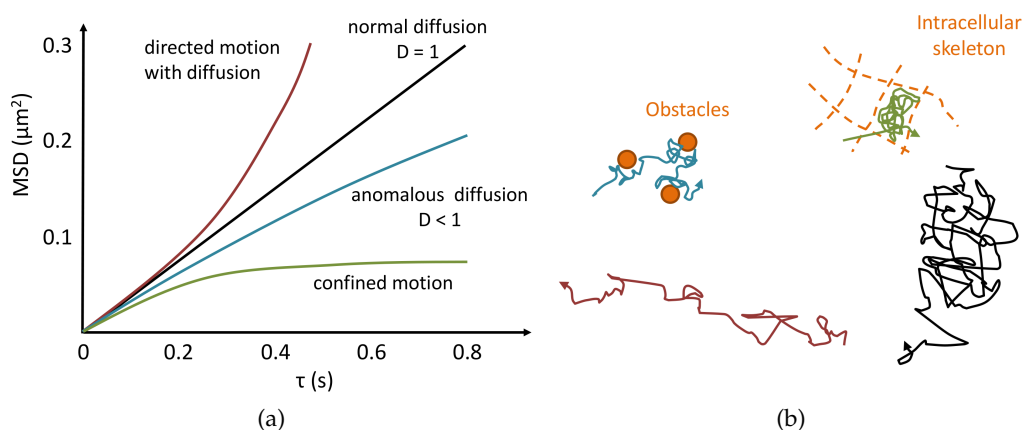 0.3
0.2
0.1
MSD (μm²)
directed motion
with diffusion
normal diffusion
D = 1
anomalous diffusion
D < 1
confined motion
0
0.2
0.4
0.6
0.8
τ (s)
(a)
Intracellular
skeleton
Obstacles
(b)